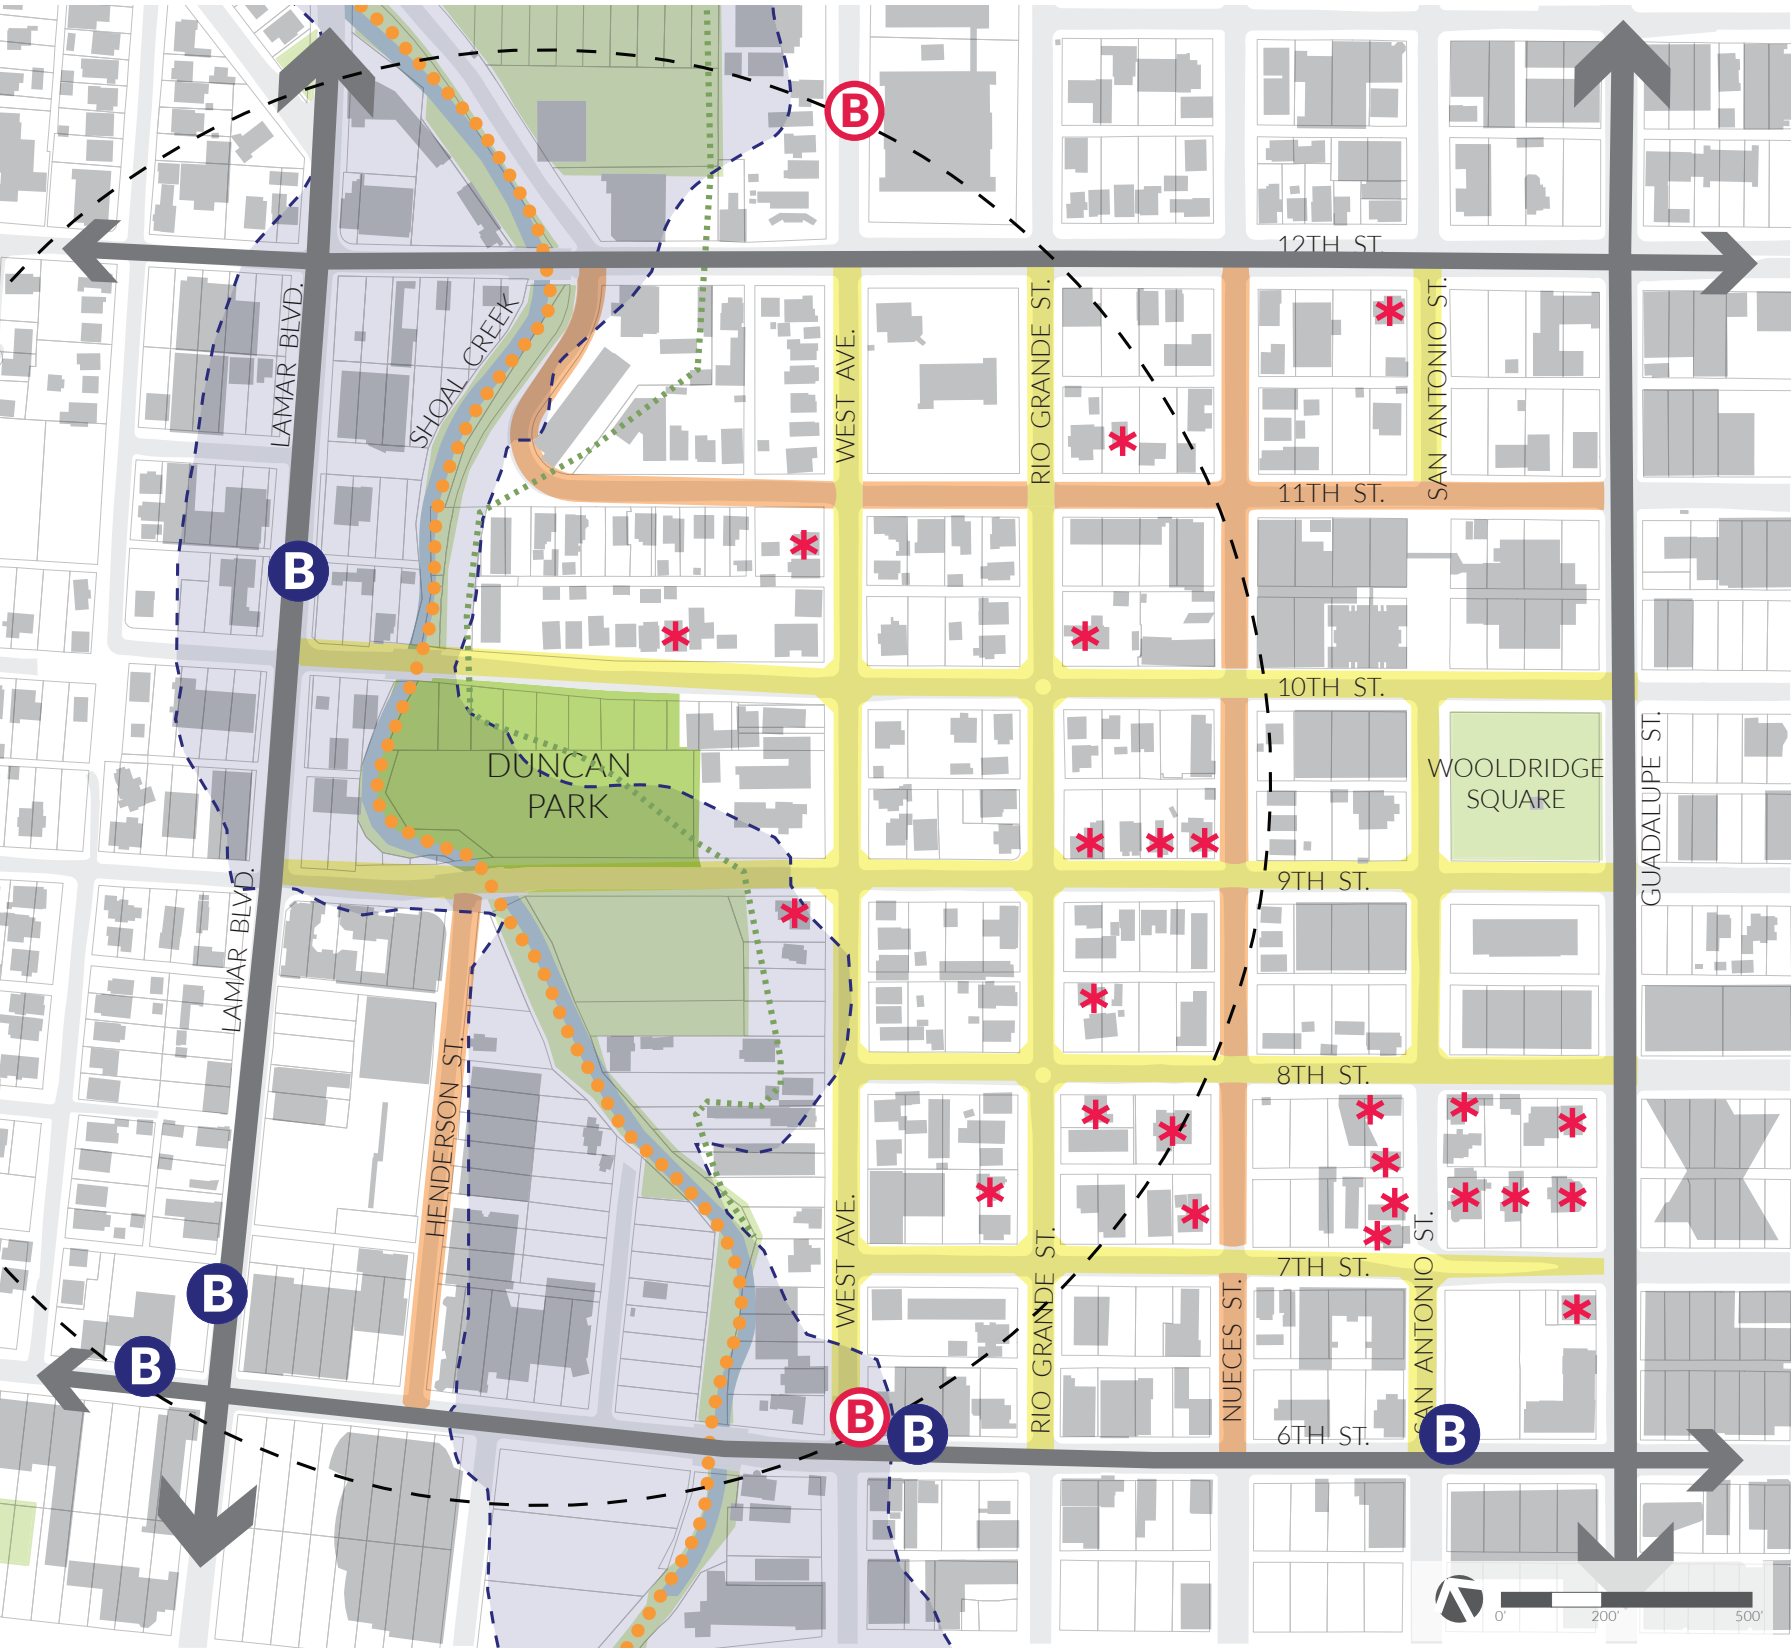 B
12TH ST.
LAMAR BLVD.
SHOAL CREEK
WEST AVE.
RIO GRANDE ST.
SAN ANTONIO ST.
11TH ST.
B
10TH ST.
DUNCAN
PARK
WOOLDRIDGE
SQUARE
GUADALUPE ST.
9TH ST.
LAMAR BLVD.
HENDERSON ST.
8TH ST.
WEST AVE.
RIO GRANDE ST.
NUECES ST.
SAN ANTONIO ST.
7TH ST.
B
B
B
B
6TH ST.
B
0'
200'
500'